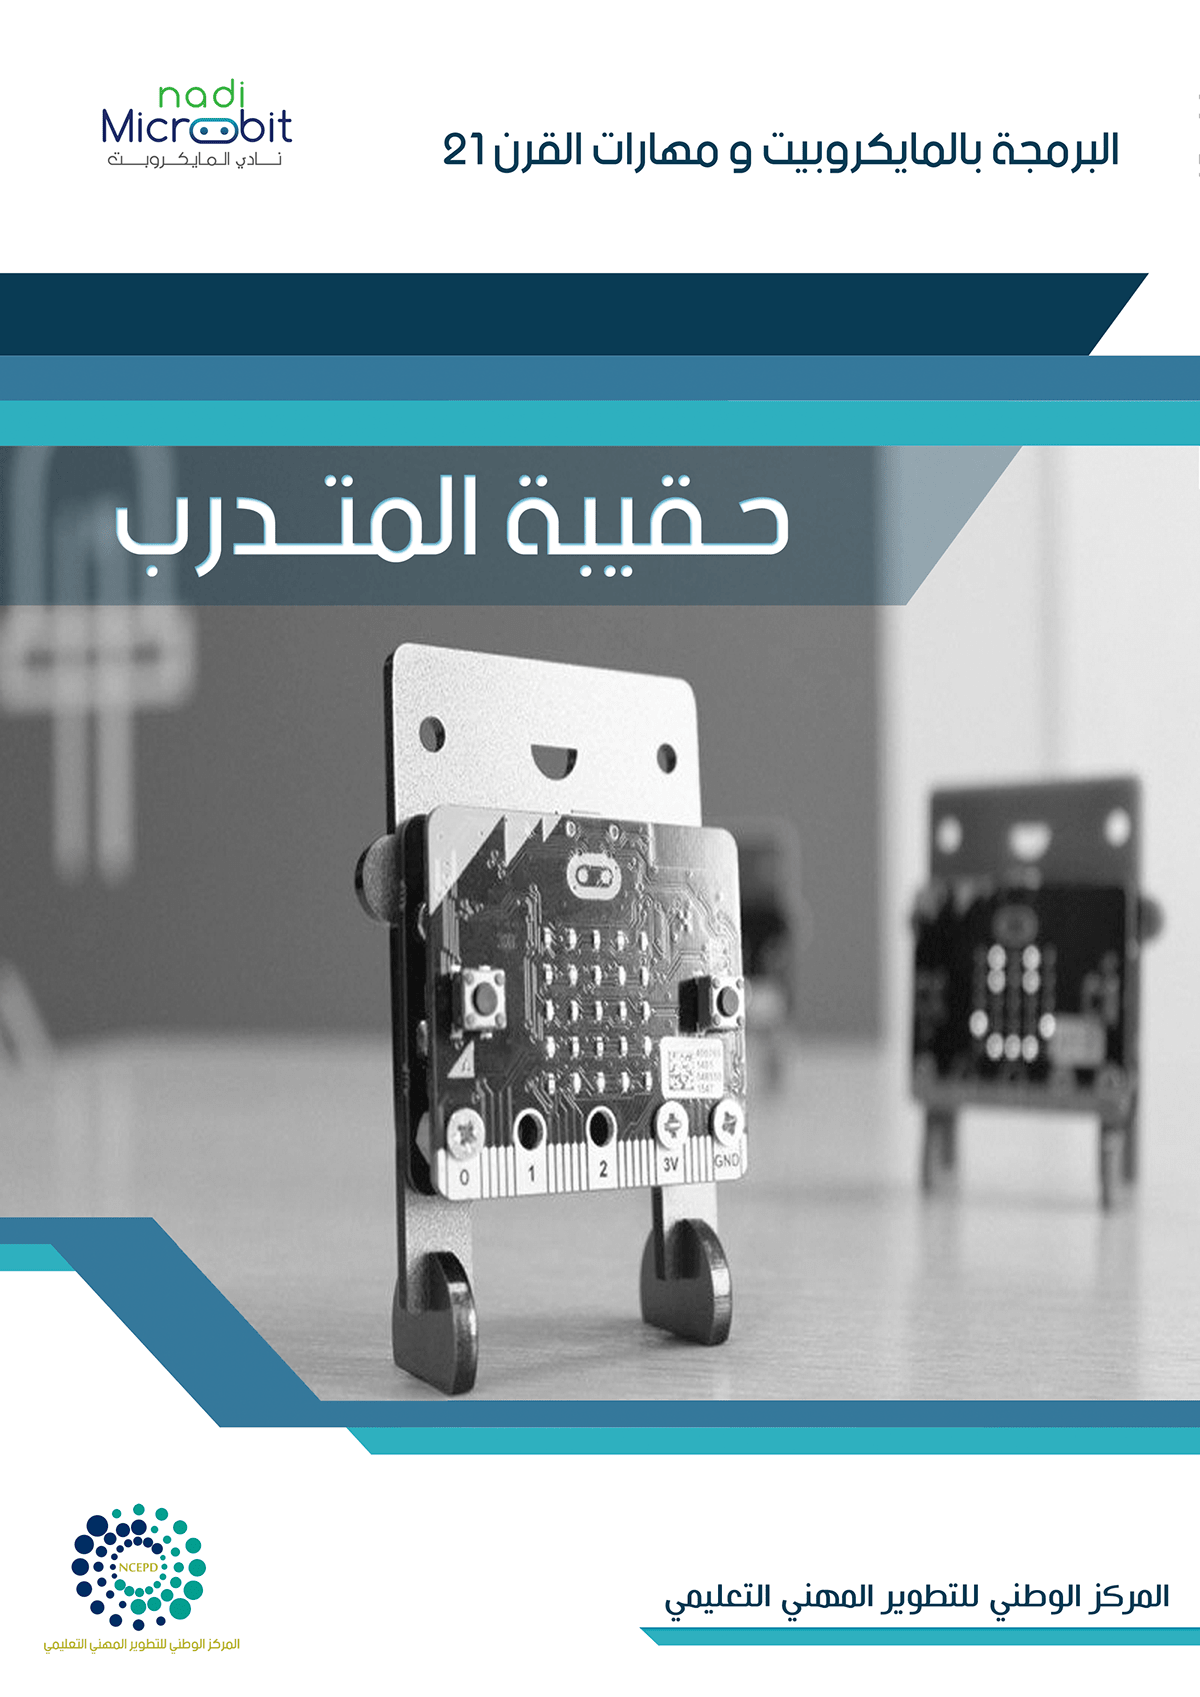 nadi
Microbit
نادي المايكروبت
البرمجة بالمايكروبيت و مهارات القرن 21
حقيبة المتدرب
0 1 2 3V GND
NCEPD
المركز الوطني للتطوير المهني التعليمي
المركز الوطني للتطوير المهني التعليمي